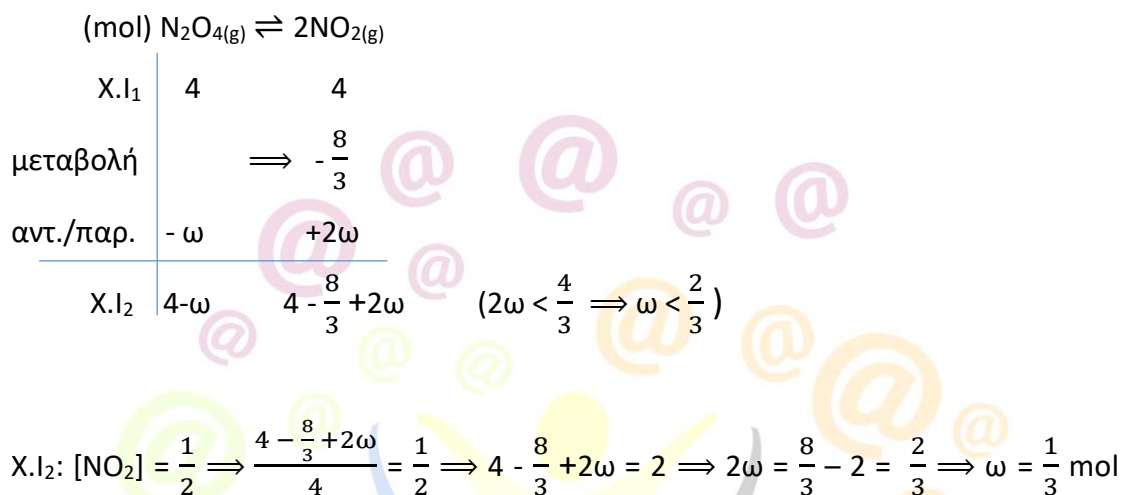 (mol) N₂O₄(g) ⇌ 2NO₂(g)
Χ.Ι₁ 4 4
μεταβολή ⟹ - 8/3
αντ./παρ. - ω +2ω
Χ.Ι₂ 4-ω 4 - 8/3 +2ω (2ω < 4/3 ⟹ ω < 2/3 )
Χ.Ι₂: [NO₂] = 1/2 ⟹ (4 − 8/3 +2ω)/4 = 1/2 ⟹ 4 - 8/3 +2ω = 2 ⟹ 2ω = 8/3 − 2 = 2/3 ⟹ ω = 1/3 mol